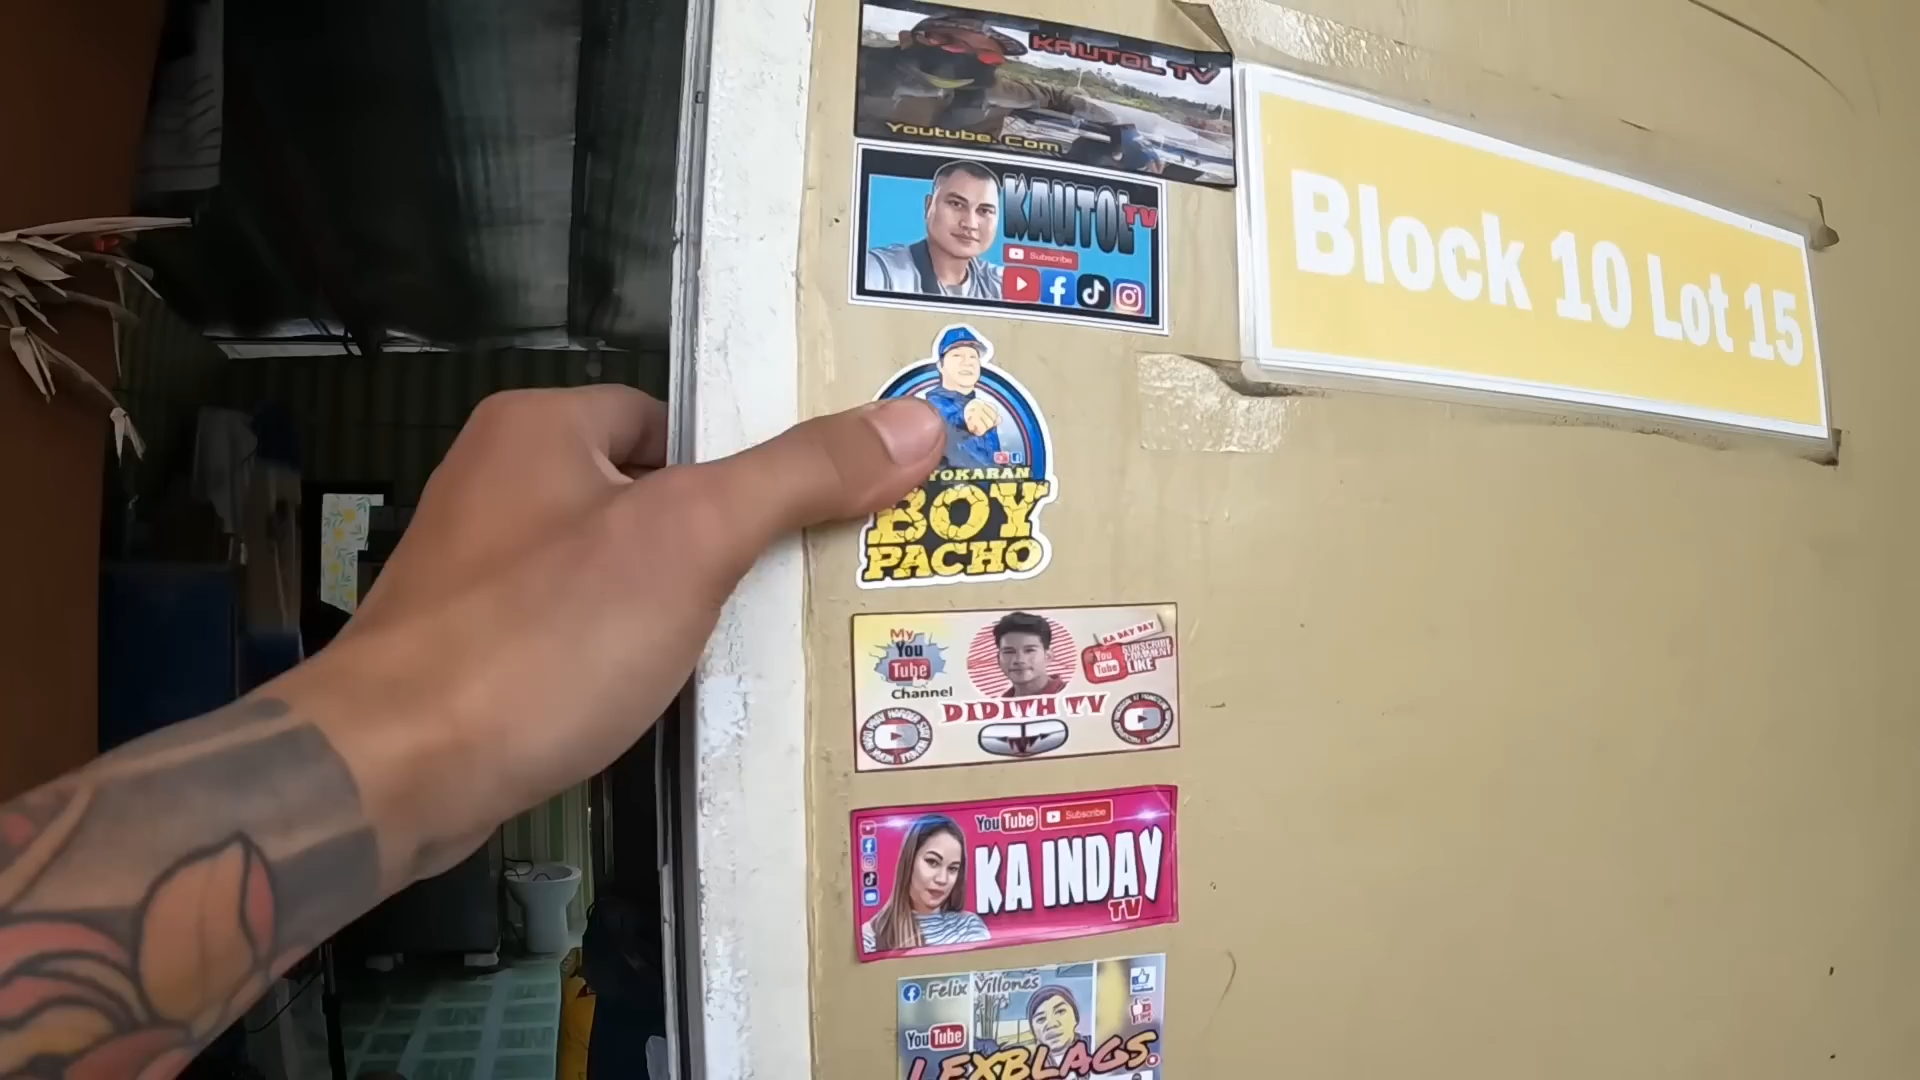 KAUTOL TV
Youtube. Com
KAUTOL TV
Subscribe
Block 10 Lot 15
BOY
PACHO
My
You
Tube
Channel
KA DAY DAY
You
Tube
SUBSCRIBE
COMMENT
LIKE
DIDITH TV
YouTube
Subscribe
KA INDAY
TV
Felix Villones
YouTube
LEXBLAGS.